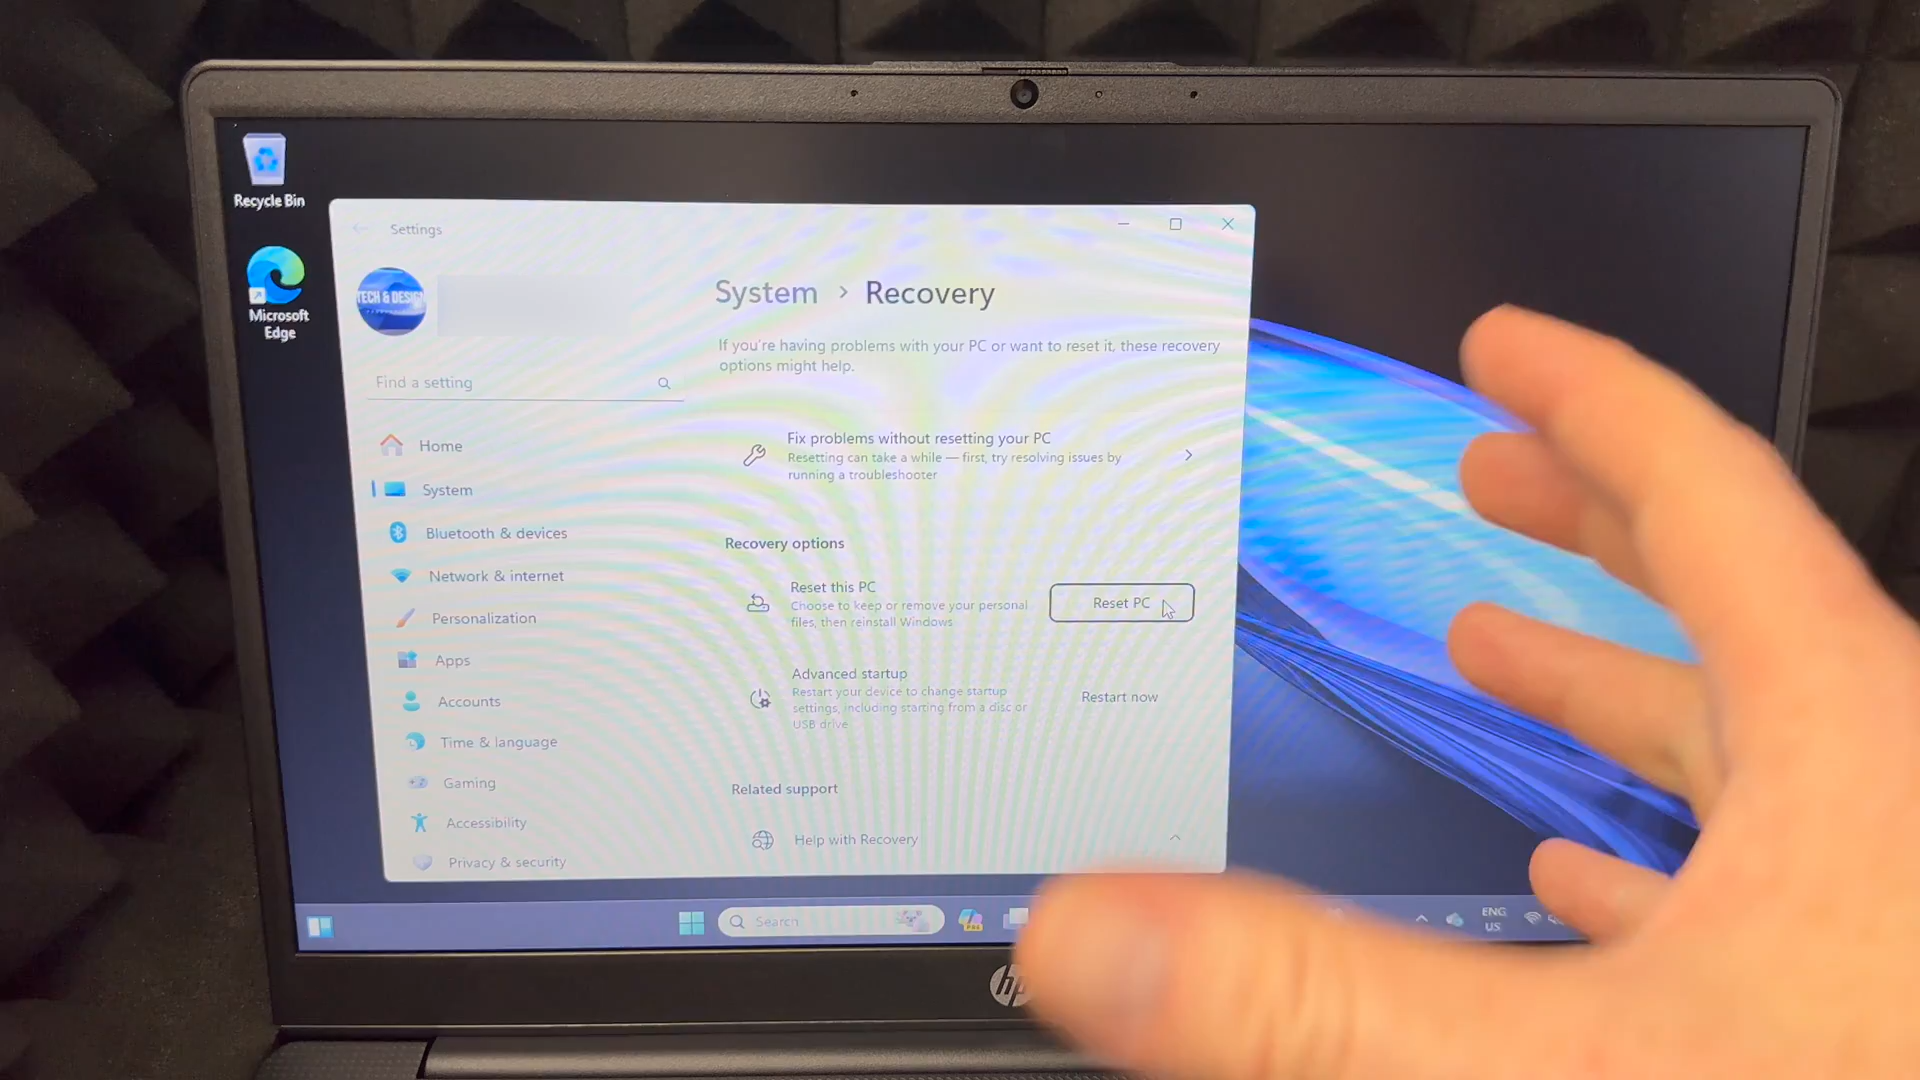 Recycle Bin
Microsoft
Edge
Settings
TECH & DESIGN
Find a setting
Home
System
Bluetooth & devices
Network & internet
Personalization
Apps
Accounts
Time & language
Gaming
Accessibility
Privacy & security
System > Recovery
If you're having problems with your PC or want to reset it, these recovery
options might help.
Fix problems without resetting your PC
Resetting can take a while — first, try resolving issues by
running a troubleshooter
Recovery options
Reset this PC
Choose to keep or remove your personal
files, then reinstall Windows
Reset PC
Advanced startup
Restart your device to change startup
settings, including starting from a disc or
USB drive
Restart now
Related support
Help with Recovery
Search
ENG
US
hp